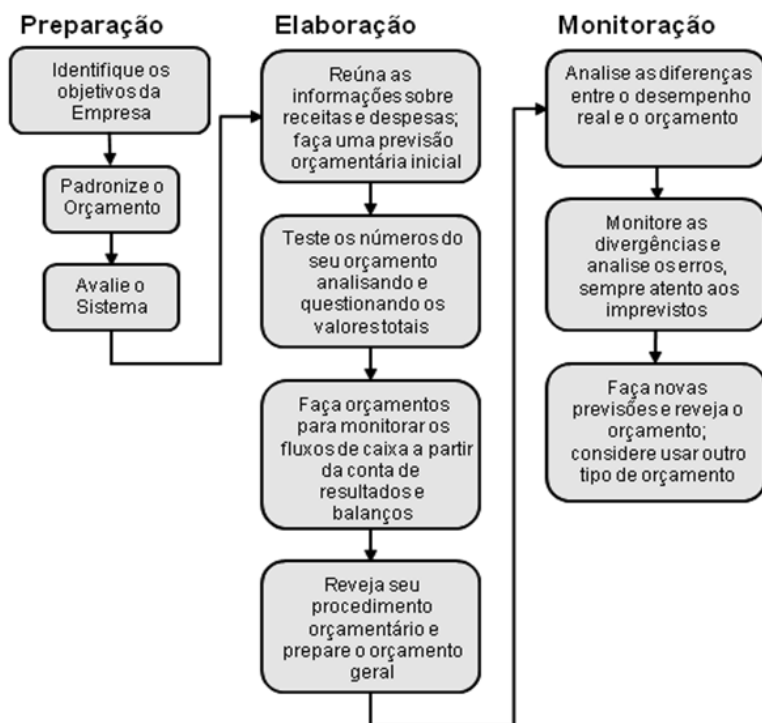 Preparação
Identifique os
objetivos da
Empresa
Padronize o
Orçamento
Avalie o
Sistema
Elaboração
Reúna as
informações sobre
receitas e despesas;
faça uma previsão
orçamentária inicial
Teste os números do
seu orçamento
analisando e
questionando os
valores totais
Faça orçamentos
para monitorar os
fluxos de caixa a partir
da conta de
resultados e
balanços
Reveja seu
procedimento
orçamentário e
prepare o orçamento
geral
Monitoração
Analise as diferenças
entre o desempenho
real e o orçamento
Monitore as
divergências e
analise os erros,
sempre atento aos
imprevistos
Faça novas
previsões e reveja o
orçamento;
considere usar outro
tipo de orçamento